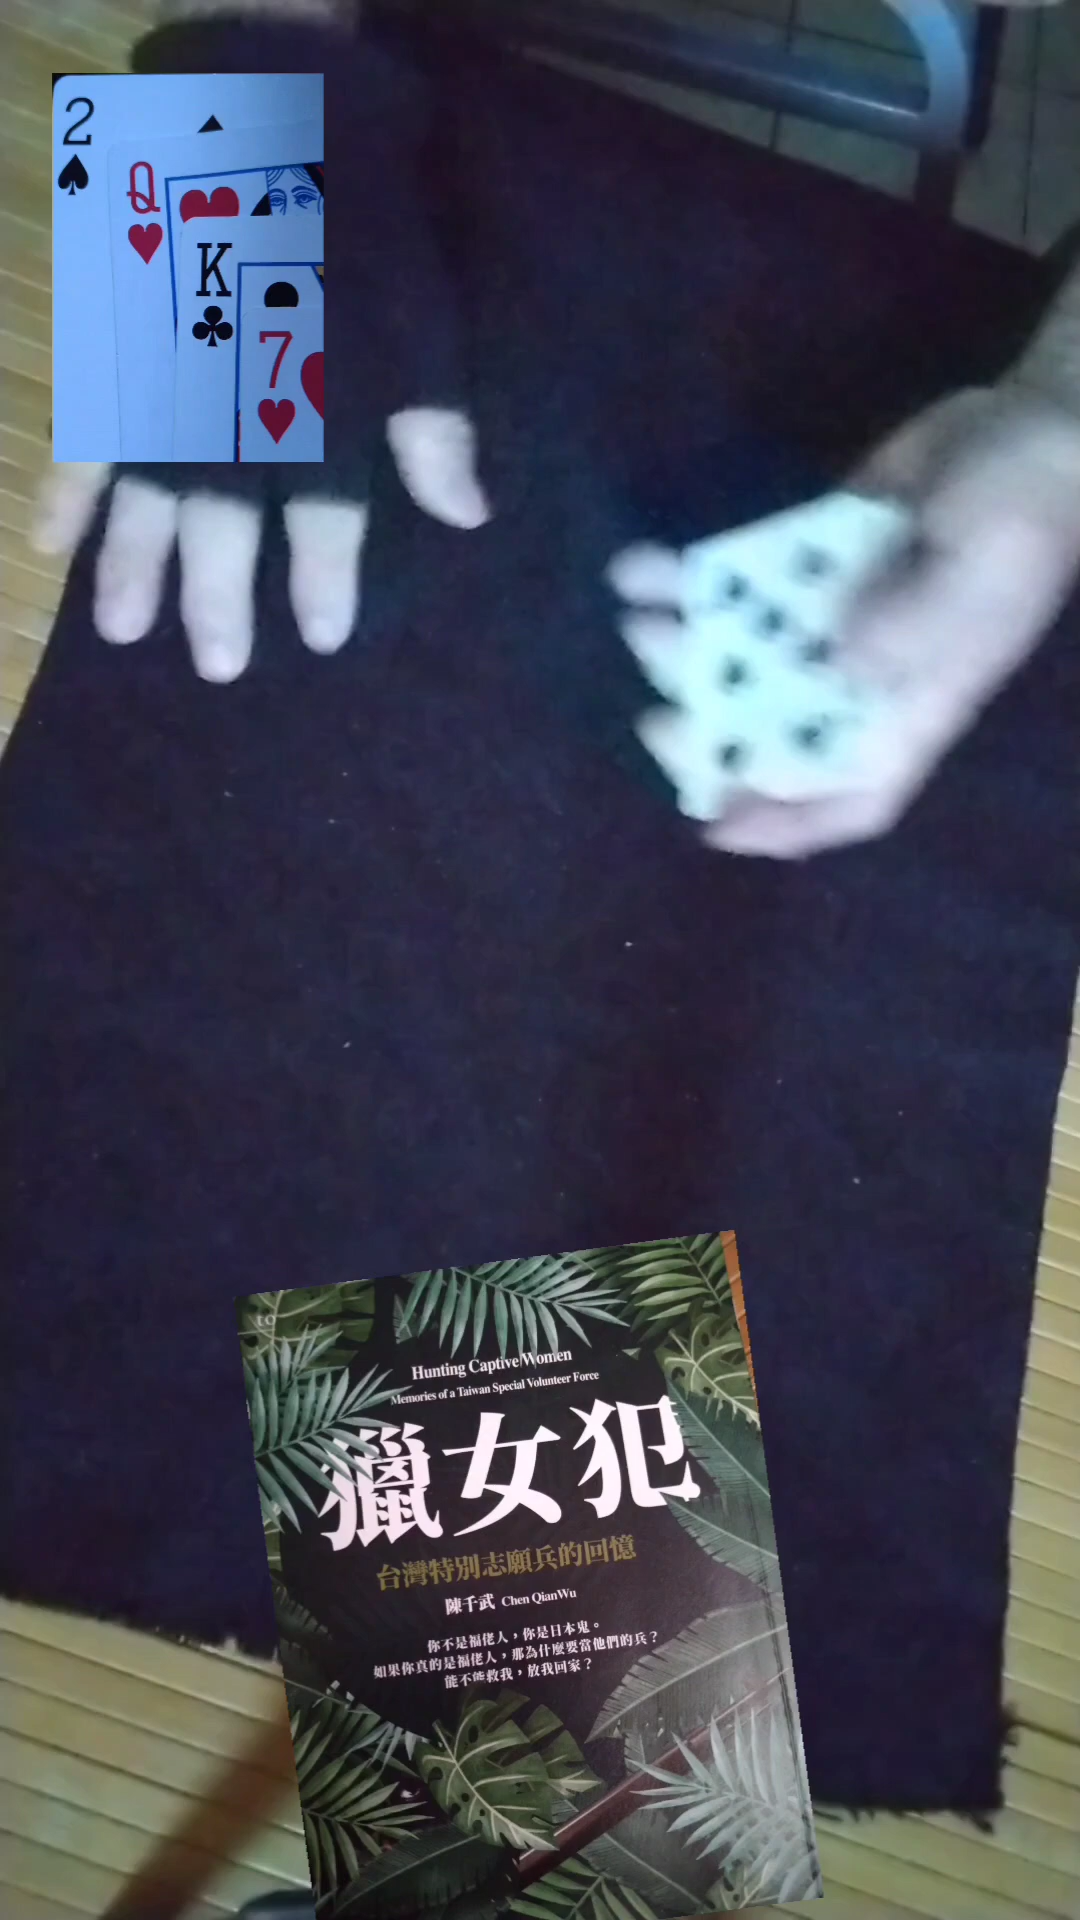 2
Q
K
7
to
Hunting Captive Women
Memories of a Taiwan Special Volunteer Force
獵女犯
台灣特別志願兵的回憶
陳千武 Chen QianWu
你不是福佬人，你是日本鬼。
如果你真的是福佬人，那為什麼要當他們的兵？
能不能救我，放我回家？